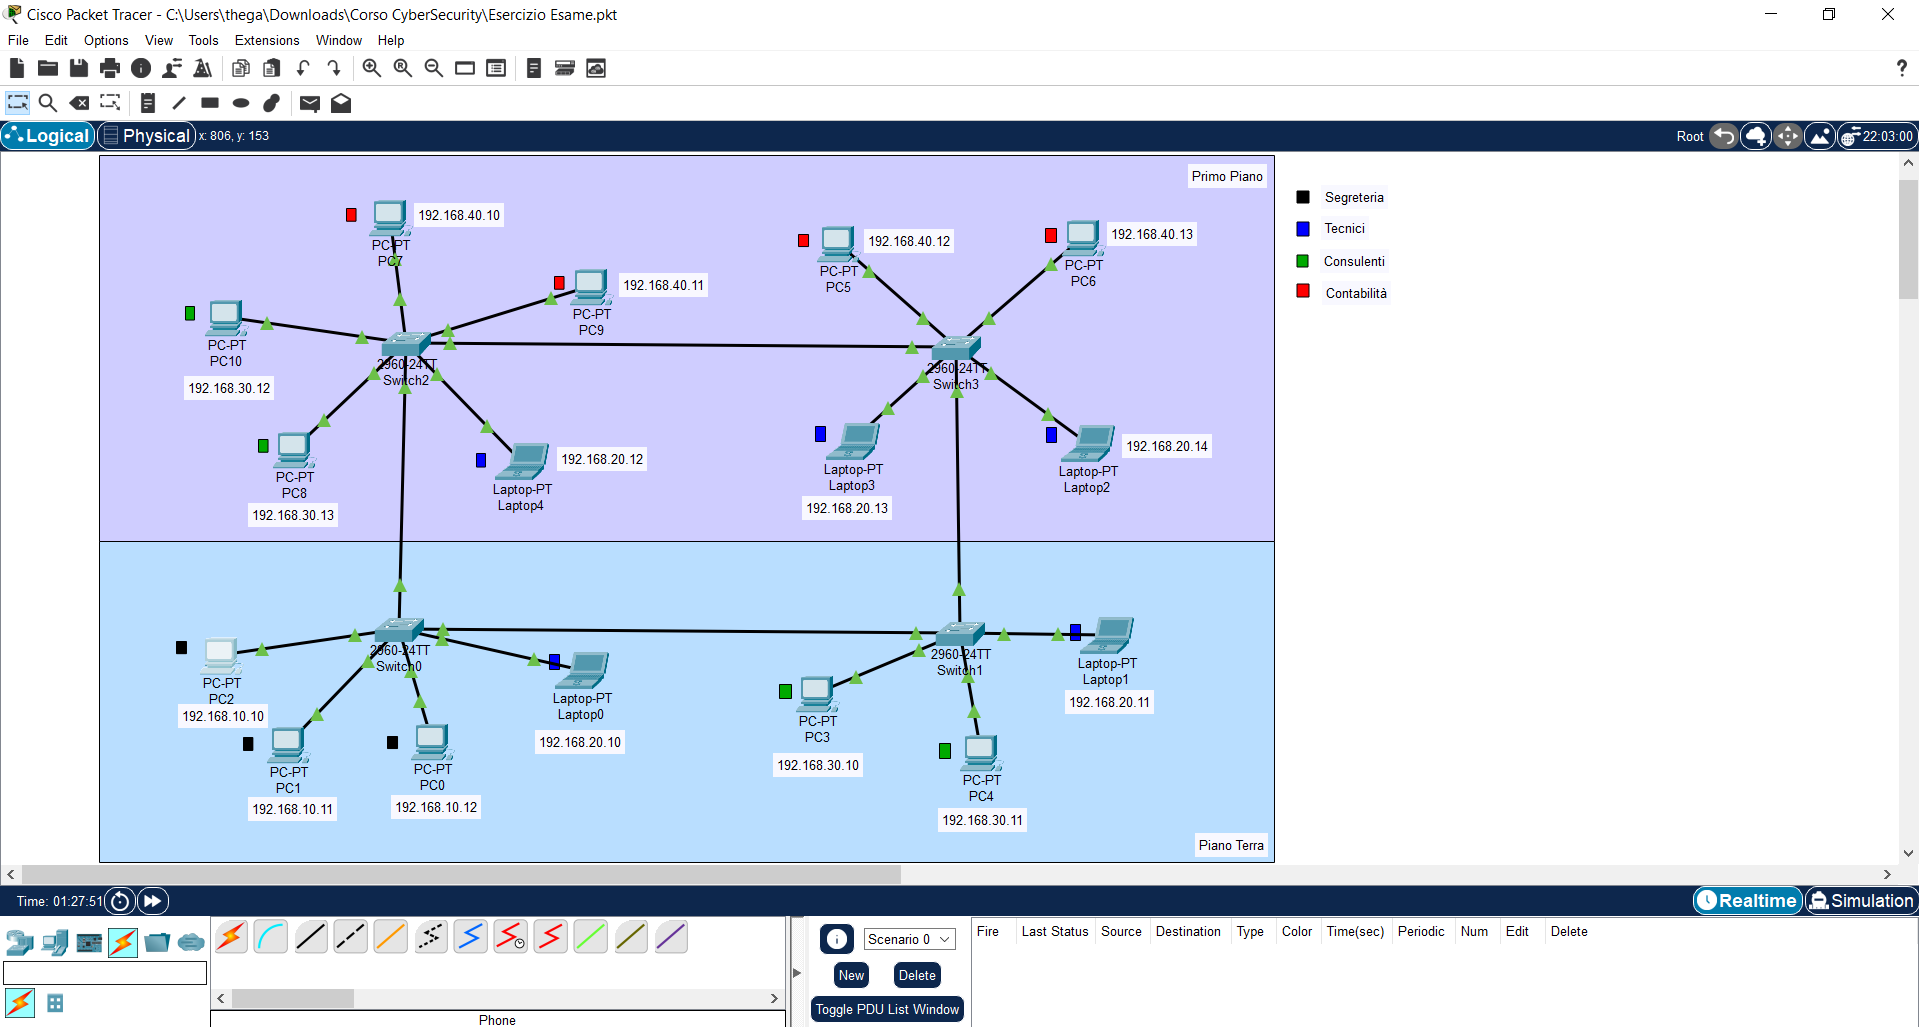 Cisco Packet Tracer - C:\Users\thega\Downloads\Corso CyberSecurity\Esercizio Esame.pkt
File Edit Options View Tools Extensions Window Help
?
Logical Physical x: 806, y: 153
Root 22:03:00
Primo Piano
Segreteria
Tecnici
Consulenti
Contabilità
192.168.40.10
PC-PT
PC7
192.168.40.11
PC-PT
PC9
PC-PT
PC10
192.168.30.12
2960-24TT
Switch2
PC-PT
PC8
192.168.30.13
192.168.20.12
Laptop-PT
Laptop4
192.168.40.12
PC-PT
PC5
192.168.40.13
PC-PT
PC6
2960-24TT
Switch3
Laptop-PT
Laptop3
192.168.20.13
192.168.20.14
Laptop-PT
Laptop2
2960-24TT
Switch0
PC-PT
PC2
192.168.10.10
PC-PT
PC1
192.168.10.11
PC-PT
PC0
192.168.10.12
Laptop-PT
Laptop0
192.168.20.10
2960-24TT
Switch1
Laptop-PT
Laptop1
192.168.20.11
PC-PT
PC3
192.168.30.10
PC-PT
PC4
192.168.30.11
Piano Terra
Time: 01:27:51
Realtime Simulation
Scenario 0
New Delete
Toggle PDU List Window
Fire Last Status Source Destination Type Color Time(sec) Periodic Num Edit Delete
Phone